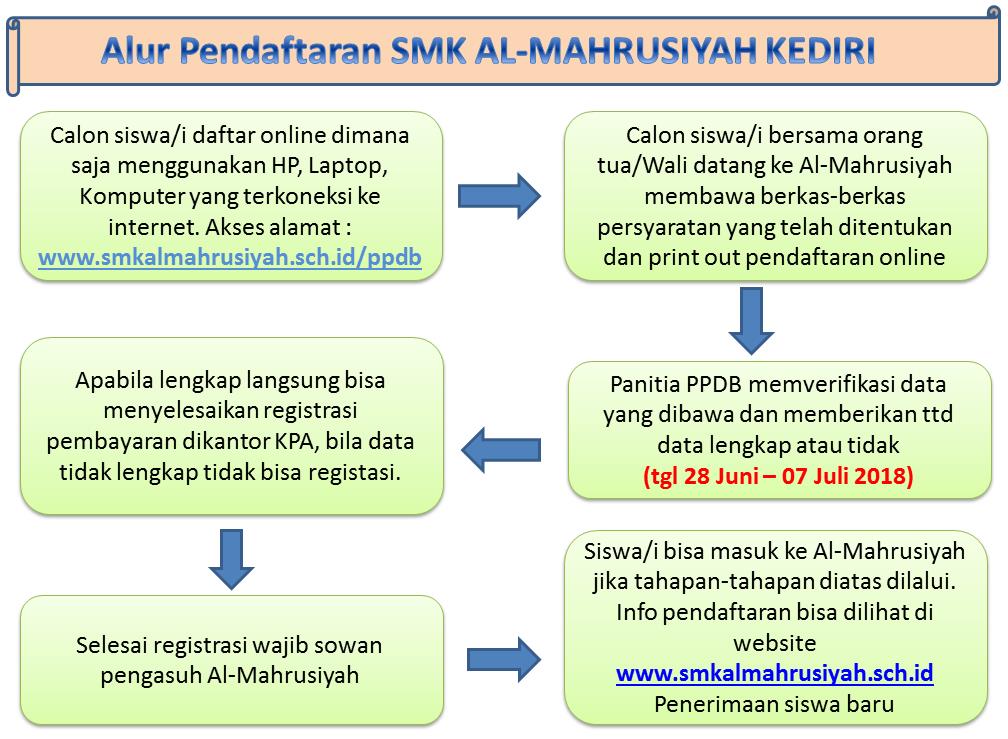 Alur Pendaftaran SMK AL-MAHRUSIYAH KEDIRI
Calon siswa/i daftar online dimana
saja menggunakan HP, Laptop,
Komputer yang terkoneksi ke
internet. Akses alamat :
www.smkalmahrusiyah.sch.id/ppdb
Calon siswa/i bersama orang
tua/Wali datang ke Al-Mahrusiyah
membawa berkas-berkas
persyaratan yang telah ditentukan
dan print out pendaftaran online
Panitia PPDB memverifikasi data
yang dibawa dan memberikan ttd
data lengkap atau tidak
(tgl 28 Juni – 07 Juli 2018)
Apabila lengkap langsung bisa
menyelesaikan registrasi
pembayaran dikantor KPA, bila data
tidak lengkap tidak bisa registasi.
Selesai registrasi wajib sowan
pengasuh Al-Mahrusiyah
Siswa/i bisa masuk ke Al-Mahrusiyah
jika tahapan-tahapan diatas dilalui.
Info pendaftaran bisa dilihat di
website
www.smkalmahrusiyah.sch.id
Penerimaan siswa baru